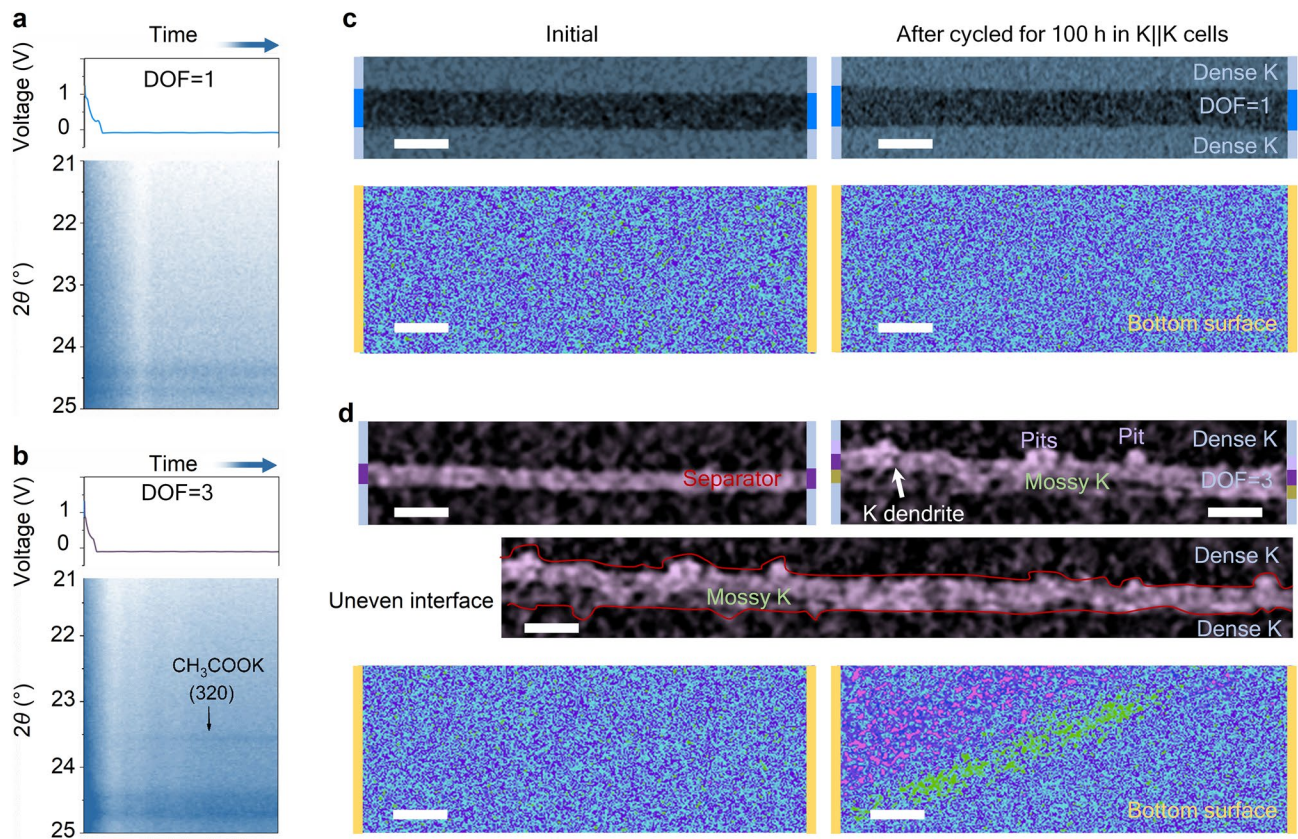 a
Time
Voltage (V)
1
0
DOF=1
2θ (°)
21
22
23
24
25
b
Time
Voltage (V)
1
0
DOF=3
2θ (°)
21
22
23
24
25
CH₃COOK
(320)
c
Initial
After cycled for 100 h in K||K cells
Dense K
DOF=1
Dense K
Bottom surface
d
Separator
Pits
Pit
Dense K
Mossy K
DOF=3
K dendrite
Uneven interface
Dense K
Mossy K
Dense K
Bottom surface